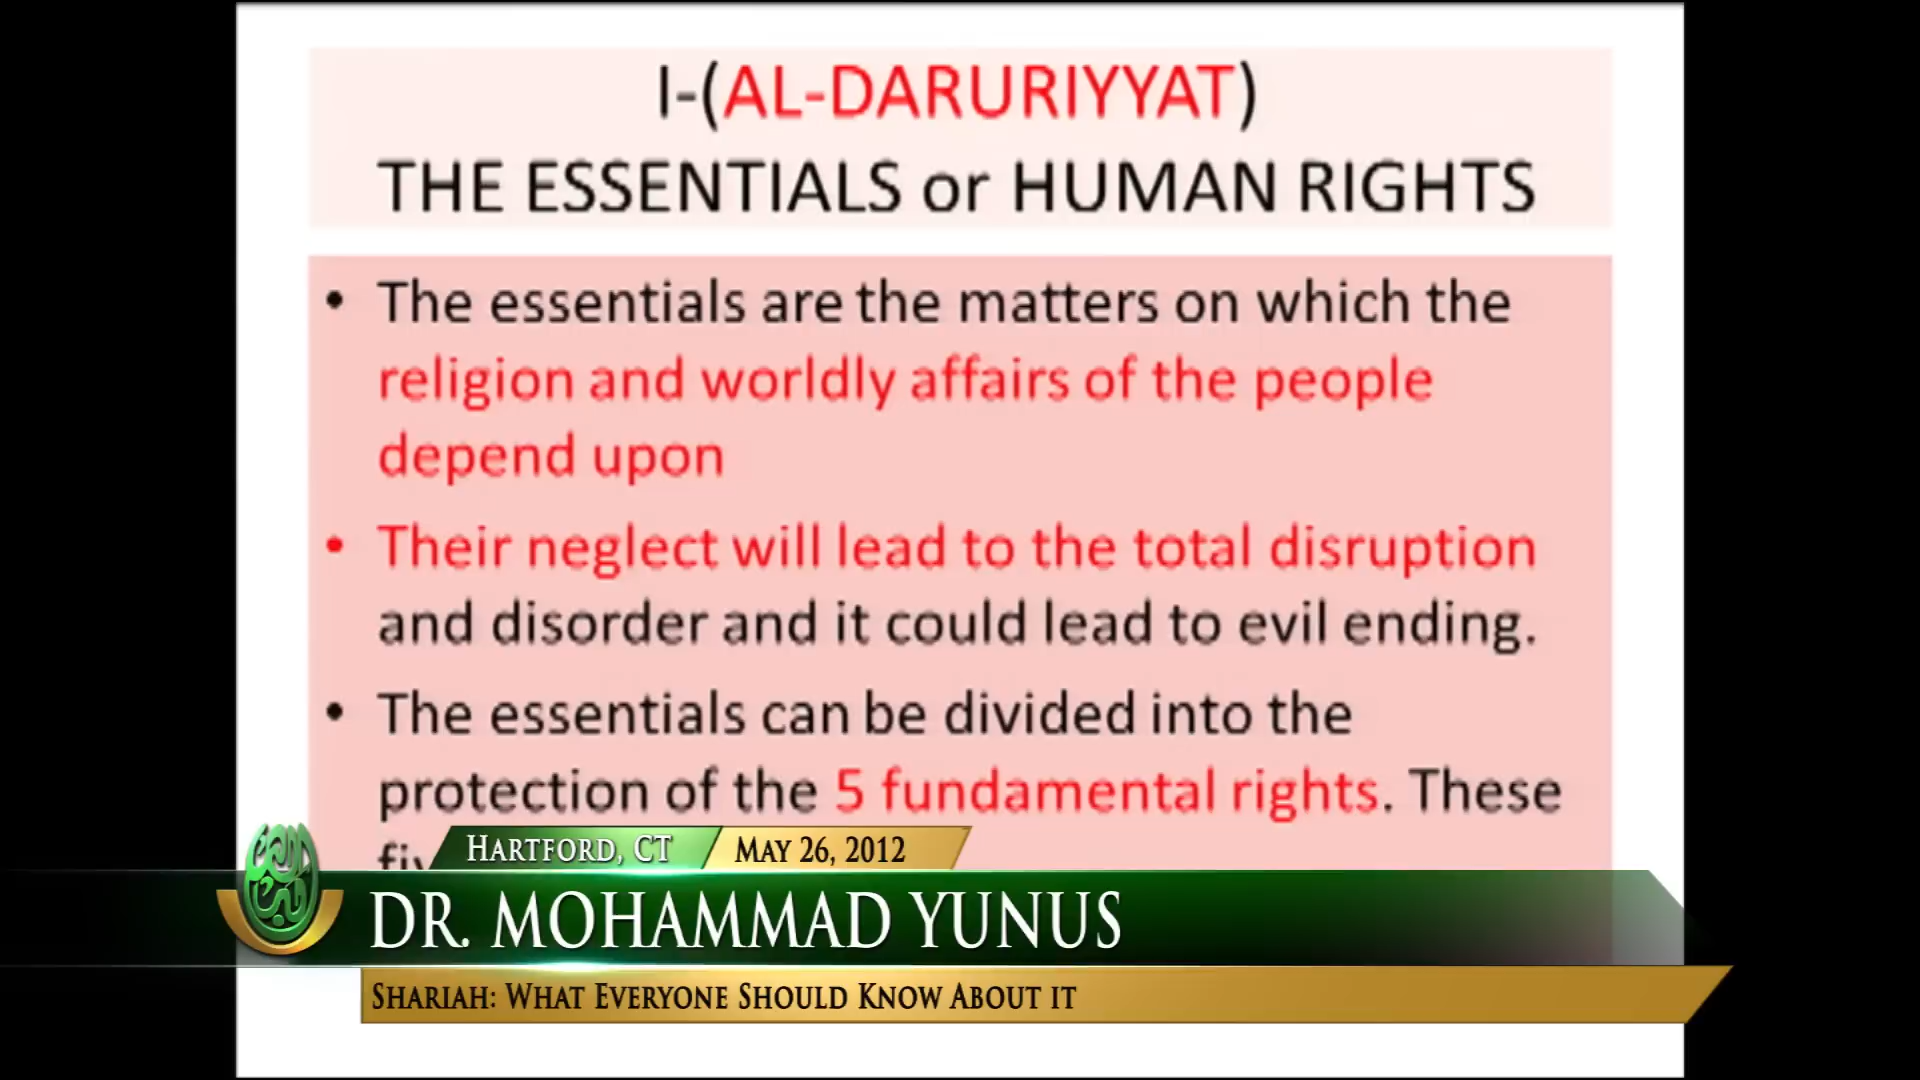 I-(AL-DARURIYYAT)
THE ESSENTIALS or HUMAN RIGHTS
• The essentials are the matters on which the
religion and worldly affairs of the people
depend upon
• Their neglect will lead to the total disruption
and disorder and it could lead to evil ending.
• The essentials can be divided into the
protection of the 5 fundamental rights. These
HARTFORD, CT
MAY 26, 2012
DR. MOHAMMAD YUNUS
SHARIAH: WHAT EVERYONE SHOULD KNOW ABOUT IT